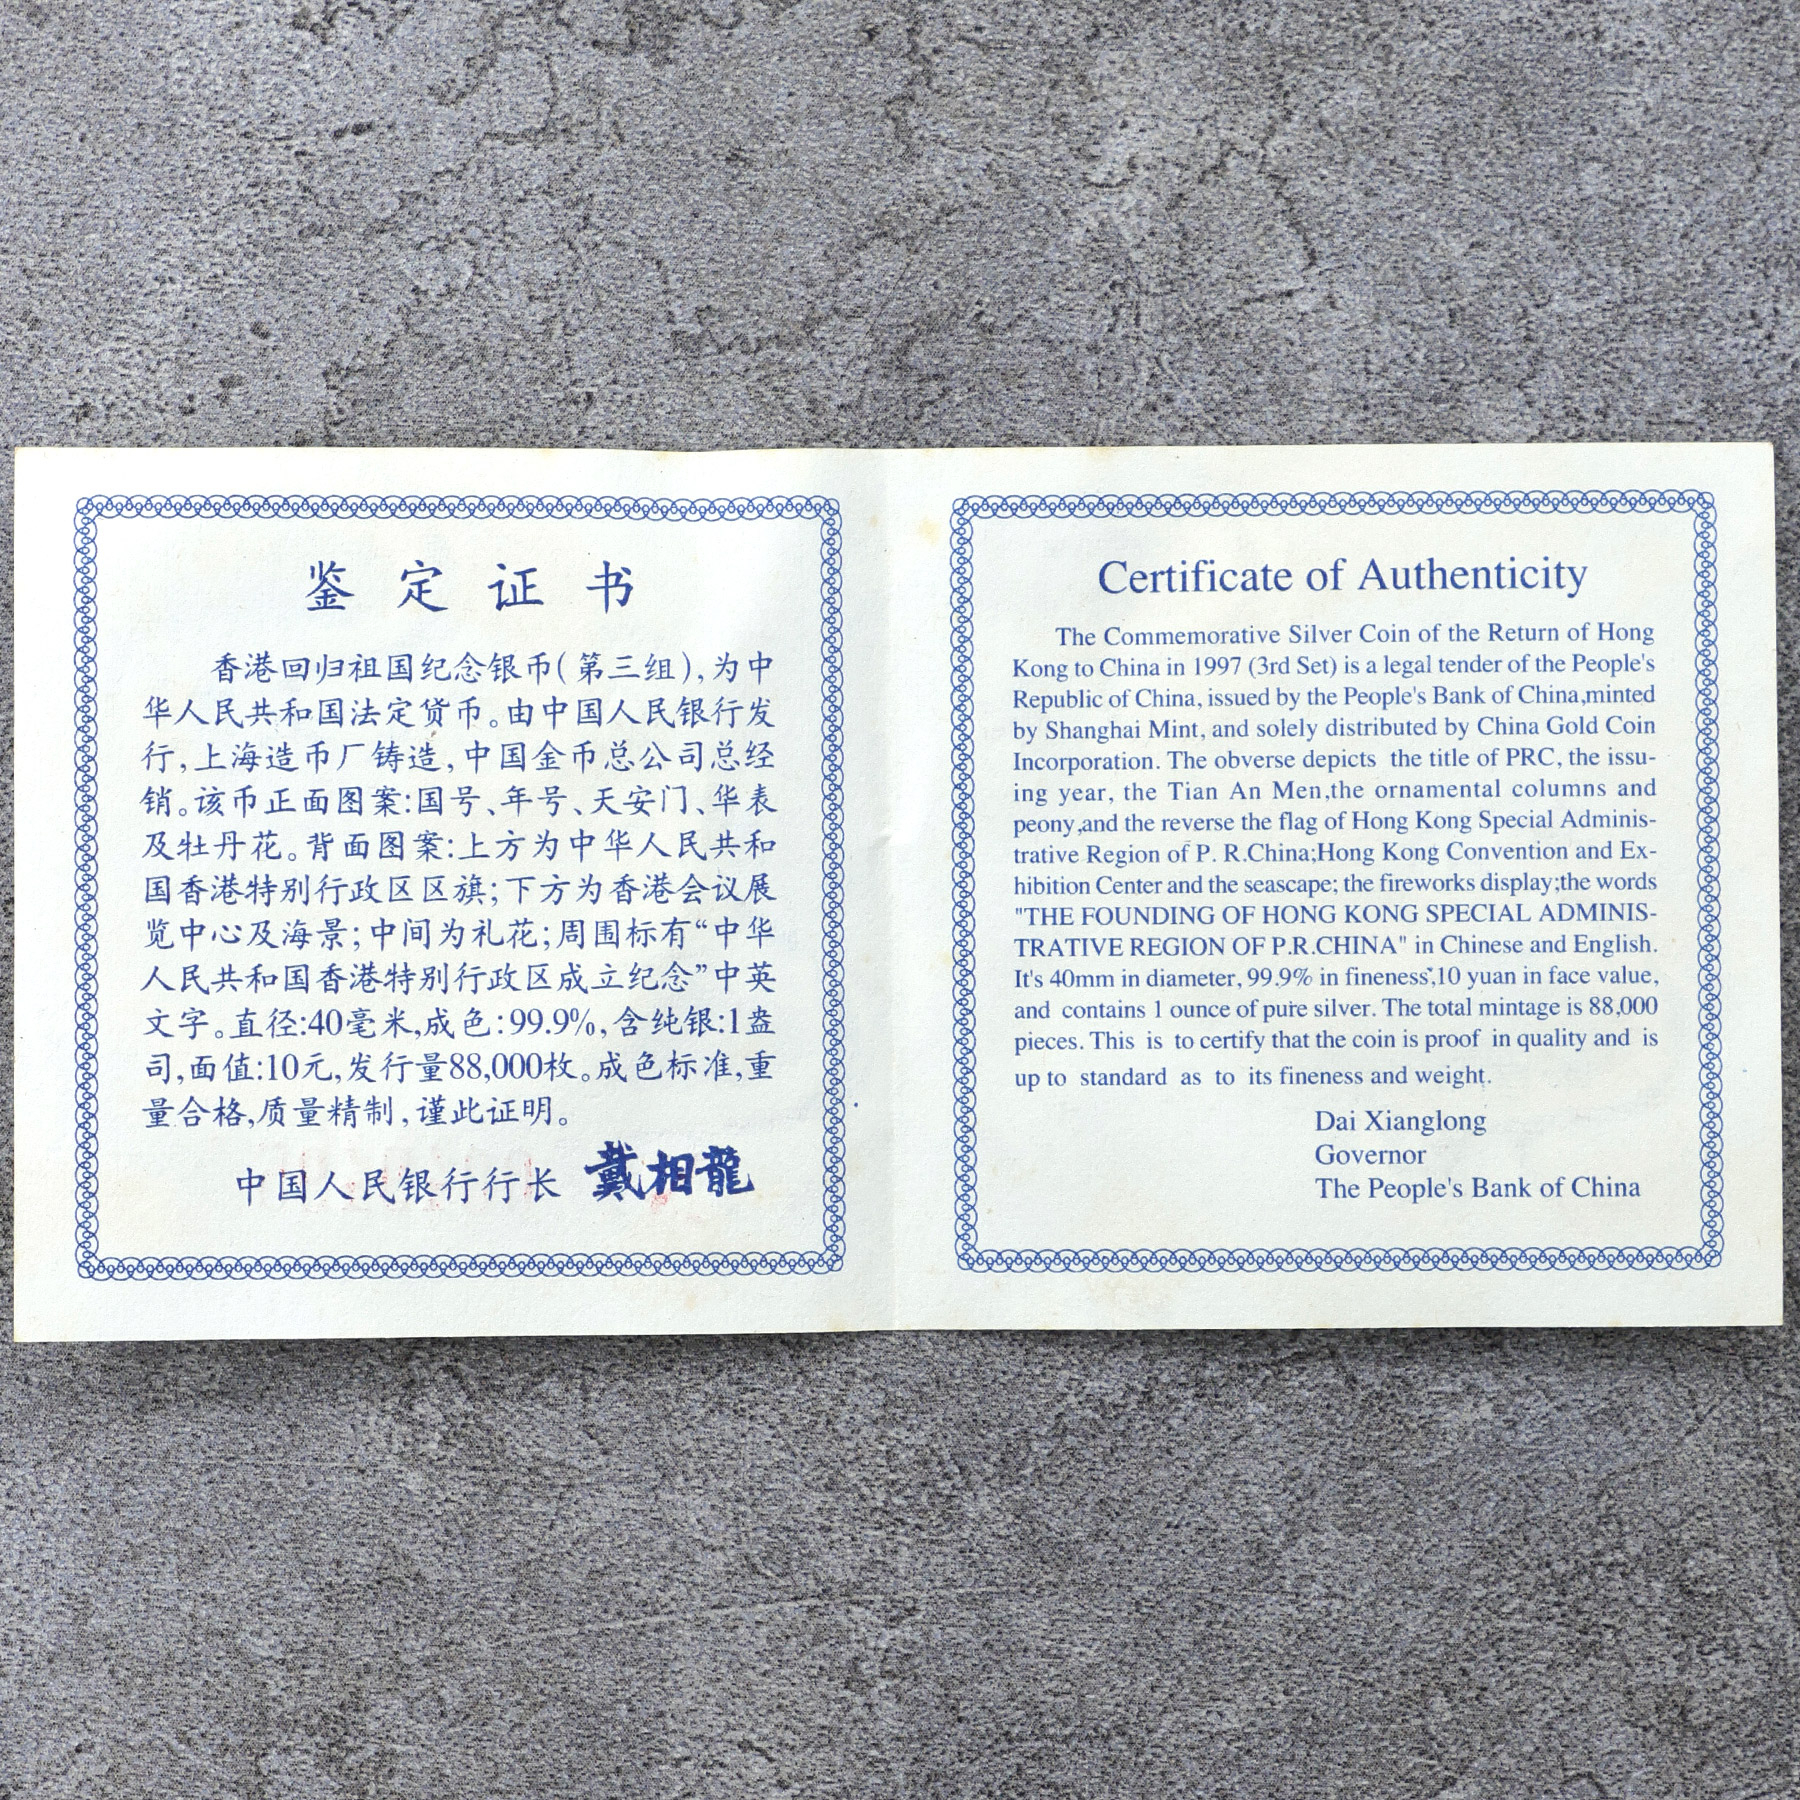 鉴定证书
香港回归祖国纪念银币(第三组),为中
华人民共和国法定货币。由中国人民银行发
行,上海造币厂铸造,中国金币总公司总经
销。该币正面图案:国号、年号、天安门、华表
及牡丹花。背面图案:上方为中华人民共和
国香港特别行政区区旗;下方为香港会议展
览中心及海景;中间为礼花;周围标有“中华
人民共和国香港特别行政区成立纪念”中英
文字。直径:40毫米,成色:99.9%,含纯银:1盎
司,面值:10元,发行量88,000枚。成色标准,重
量合格,质量精制,谨此证明。
中国人民银行行长 戴相龍
Certificate of Authenticity
The Commemorative Silver Coin of the Return of Hong
Kong to China in 1997 (3rd Set) is a legal tender of the People's
Republic of China, issued by the People's Bank of China,minted
by Shanghai Mint, and solely distributed by China Gold Coin
Incorporation. The obverse depicts the title of PRC, the issu-
ing year, the Tian An Men,the ornamental columns and
peony,and the reverse the flag of Hong Kong Special Adminis-
trative Region of P. R.China;Hong Kong Convention and Ex-
hibition Center and the seascape; the fireworks display;the words
"THE FOUNDING OF HONG KONG SPECIAL ADMINIS-
TRATIVE REGION OF P.R.CHINA" in Chinese and English.
It's 40mm in diameter, 99.9% in fineness,10 yuan in face value,
and contains 1 ounce of pure silver. The total mintage is 88,000
pieces. This is to certify that the coin is proof in quality and is
up to standard as to its fineness and weight.
Dai Xianglong
Governor
The People's Bank of China